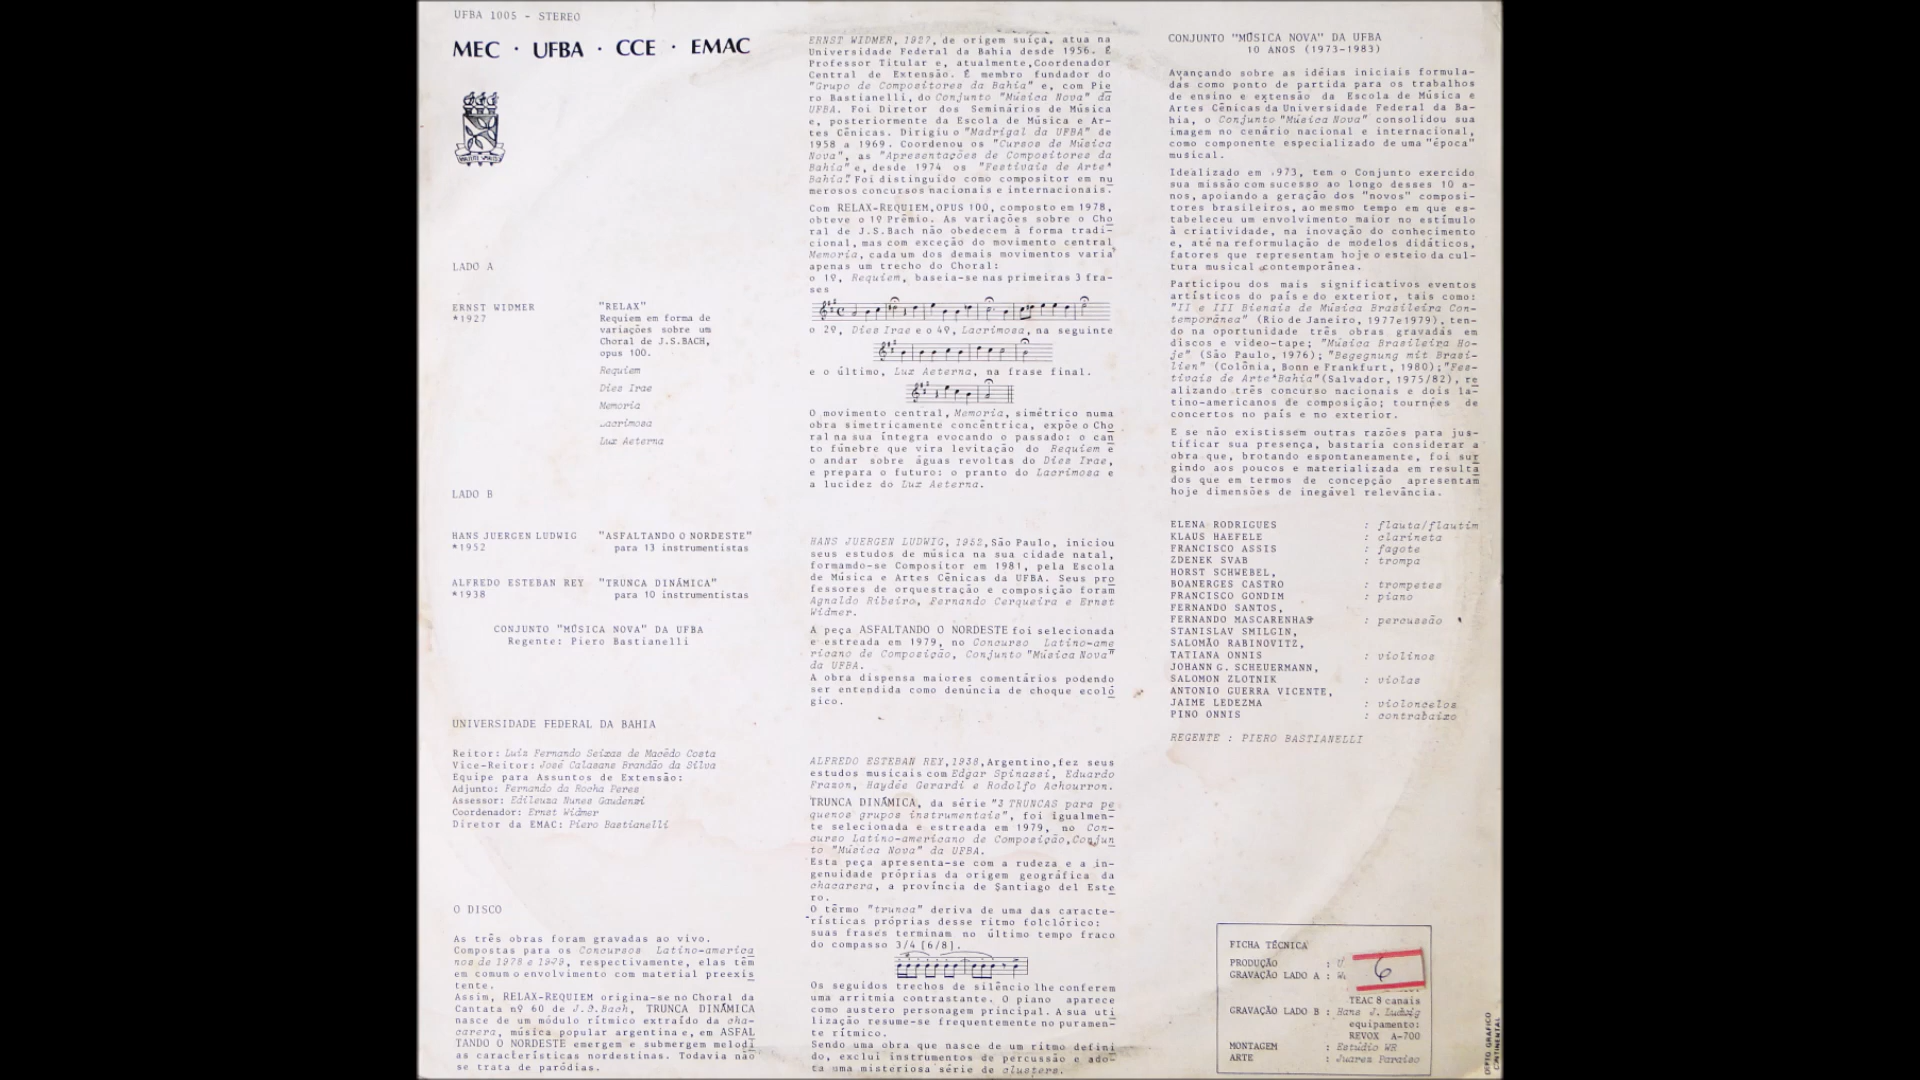 UFBA 1005 - STEREO
MEC · UFBA · CCE · EMAC
LADO A
ERNST WIDMER
*1927
"RELAX"
Requiem em forma de
variações sobre um
Choral de J.S.BACH,
opus 100.
Requiem
Dies Irae
Memoria
Lacrimosa
Lux Aeterna
LADO B
HANS JUERGEN LUDWIG "ASFALTANDO O NORDESTE"
*1952 para 13 instrumentistas
ALFREDO ESTEBAN REY "TRUNCA DINÂMICA"
*1938 para 10 instrumentistas
CONJUNTO "MÚSICA NOVA" DA UFBA
Regente: Piero Bastianelli
UNIVERSIDADE FEDERAL DA BAHIA
Reitor: Luiz Fernando Seixas de Macêdo Costa
Vice-Reitor: José Calasans Brandão da Silva
Equipe para Assuntos de Extensão:
Adjunto: Fernando da Rocha Peres
Assessor: Edileuza Nunes Gaudenzi
Coordenador: Ernst Widmer
Diretor da EMAC: Piero Bastianelli
O DISCO
As três obras foram gravadas ao vivo.
Compostas para os Concursos Latino-america
nos de 1978 e 1979, respectivamente, elas têm
em comum o envolvimento com material preexis
tente.
Assim, RELAX-REQUIEM origina-se no Choral da
Cantata nº 60 de J.S.Bach, TRUNCA DINÂMICA
nasce de um módulo rítmico extraído da cha-
carera, música popular argentina e, em ASFAL
TANDO O NORDESTE emergem e submergem melodi
as características nordestinas. Todavia não
se trata de paródias.
ERNST WIDMER, 1927, de origem suíça, atua na
Universidade Federal da Bahia desde 1956. É
Professor Titular e, atualmente, Coordenador
Central de Extensão. É membro fundador do
"Grupo de Compositores da Bahia" e, com Pie
ro Bastianelli, do Conjunto "Música Nova" da
UFBA. Foi Diretor dos Seminários de Música
e, posteriormente da Escola de Música e Ar-
tes Cênicas. Dirigiu o "Madrigal da UFBA" de
1958 a 1969. Coordenou os "Cursos de Música
Nova", as "Apresentações de Compositores da
Bahia" e, desde 1974 os "Festivais de Arte*
Bahia". Foi distinguido como compositor em nu
merosos concursos nacionais e internacionais.
Com RELAX-REQUIEM, OPUS 100, composto em 1978,
obteve o 1º Prêmio. As variações sobre o Cho
ral de J.S.Bach não obedecem à forma tradi-
cional, mas com exceção do movimento central,
Memoria, cada um dos demais movimentos varia
apenas um trecho do Choral:
o 1º, Requiem, baseia-se nas primeiras 3 fra-
ses
o 2º, Dies Irae e o 4º, Lacrimosa, na seguinte
e o último, Lux Aeterna, na frase final.
O movimento central, Memoria, simétrico numa
obra simetricamente concêntrica, expõe o Cho
ral na sua íntegra evocando o passado: o can
to fúnebre que vira levitação do Requiem e
o andar sobre águas revoltas do Dies Irae,
e prepara o futuro: o pranto do Lacrimosa e
a lucidez do Lux Aeterna.
HANS JUERGEN LUDWIG, 1952, São Paulo, iniciou
seus estudos de música na sua cidade natal,
formando-se Compositor em 1981, pela Escola
de Música e Artes Cênicas da UFBA. Seus pro
fessores de orquestração e composição foram
Agnaldo Ribeiro, Fernando Cerqueira e Ernst
Widmer.
A peça ASFALTANDO O NORDESTE foi selecionada
e estreada em 1979, no Concurso Latino-ame
ricano de Composição, Conjunto "Música Nova"
da UFBA.
A obra dispensa maiores comentários podendo
ser entendida como denúncia de choque ecoló
gico.
ALFREDO ESTEBAN REY, 1938, Argentino, fez seus
estudos musicais com Edgar Spinassi, Eduardo
Frazon, Haydée Gerardi e Rodolfo Achourron.
TRUNCA DINÂMICA, da série "3 TRUNCAS para pe
quenos grupos instrumentais", foi igualmen-
te selecionada e estreada em 1979, no Con-
curso Latino-americano de Composição, Conjun
to "Música Nova" da UFBA.
Esta peça apresenta-se com a rudeza e a in-
genuidade próprias da origem geográfica da
chacarera, a província de Santiago del Este
ro.
O têrmo "trunca" deriva de uma das caracte-
rísticas próprias desse ritmo folclórico:
suas frases terminam no último tempo fraco
do compasso 3/4 [6/8].
Os seguidos trechos de silêncio lhe conferem
uma arritmia contrastante. O piano aparece
como austero personagem principal. A sua uti
lização resume-se frequentemente no puramen-
te rítmico.
Sendo uma obra que nasce de um ritmo defini
do, exclui instrumentos de percussão e ado-
ta uma misteriosa série de clusters.
CONJUNTO "MÚSICA NOVA" DA UFBA
10 ANOS (1973-1983)
Avançando sobre as idéias iniciais formula-
das como ponto de partida para os trabalhos
de ensino e extensão da Escola de Música e
Artes Cênicas da Universidade Federal da Ba-
hia, o Conjunto "Música Nova" consolidou sua
imagem no cenário nacional e internacional,
como componente especializado de uma "época"
musical.
Idealizado em 1973, tem o Conjunto exercido
sua missão com sucesso ao longo desses 10 a-
nos, apoiando a geração dos "novos" composi-
tores brasileiros, ao mesmo tempo em que es-
tabeleceu um envolvimento maior no estímulo
à criatividade, na inovação do conhecimento
e, até na reformulação de modelos didáticos,
fatores que representam hoje o esteio da cul-
tura musical contemporânea.
Participou dos mais significativos eventos
artísticos do país e do exterior, tais como:
"II e III Bienais de Música Brasileira Con-
temporânea" (Rio de Janeiro, 1977 e 1979), ten-
do na oportunidade três obras gravadas em
discos e video-tape; "Música Brasileira Ho-
je" (São Paulo, 1976); "Begegnung mit Brasi-
lien" (Colônia, Bonn e Frankfurt, 1980); "Fes-
tivais de Arte*Bahia" (Salvador, 1975/82), re
alizando três concurso nacionais e dois la-
tino-americanos de composição; tournées de
concertos no país e no exterior.
E se não existissem outras razões para jus-
tificar sua presença, bastaria considerar a
obra que, brotando espontaneamente, foi sur
gindo aos poucos e materializada em resulta
dos que em termos de concepção apresentam
hoje dimensões de inegável relevância.
ELENA RODRIGUES : flauta/flautim
KLAUS HAEFELE : clarineta
FRANCISCO ASSIS : fagote
ZDENEK SVAB : trompa
HORST SCHWEBEL,
BOANERGES CASTRO : trompetes
FRANCISCO GONDIM : piano
FERNANDO SANTOS,
FERNANDO MASCARENHAS : percussão
STANISLAV SMILGIN,
SALOMÃO RABINOVITZ,
TATIANA ONNIS : violinos
JOHANN G. SCHEUERMANN,
SALOMON ZLOTNIK : violas
ANTONIO GUERRA VICENTE,
JAIME LEDEZMA : violoncelos
PINO ONNIS : contrabaixo
REGENTE : PIERO BASTIANELLI
FICHA TÉCNICA
PRODUÇÃO : U
GRAVAÇÃO LADO A : W.
6
TEAC 8 canais
GRAVAÇÃO LADO B : Hans J. Ludwig
equipamento:
REVOX A-700
MONTAGEM : Estúdio WR
ARTE : Juarez Paraiso
DEPTO GRÁFICO
CONTINENTAL